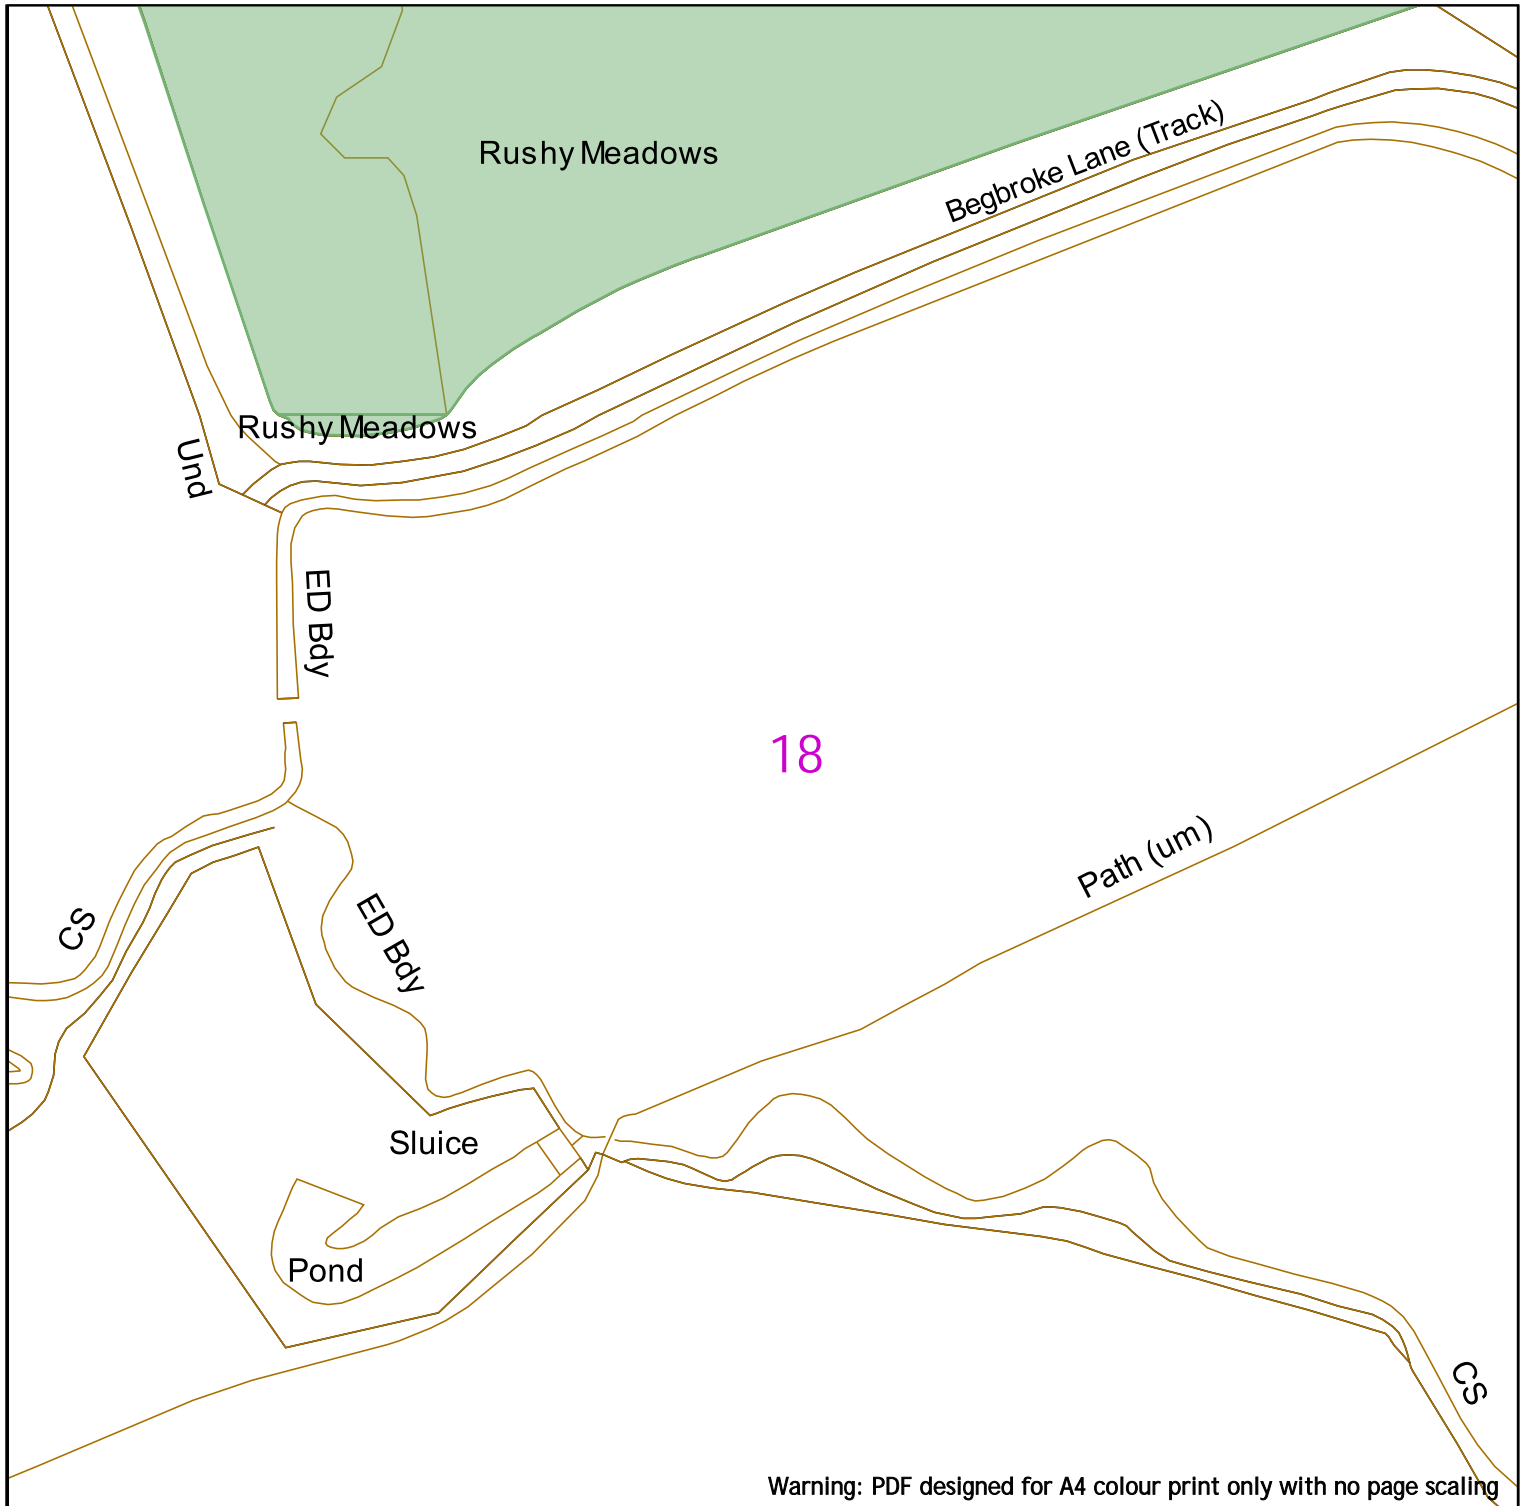 Rushy Meadows
Begbroke Lane (Track)
Rushy Meadows
Und
ED Bdy
18
Path (um)
CS
ED Bdy
Sluice
Pond
CS
Warning: PDF designed for A4 colour print only with no page scaling